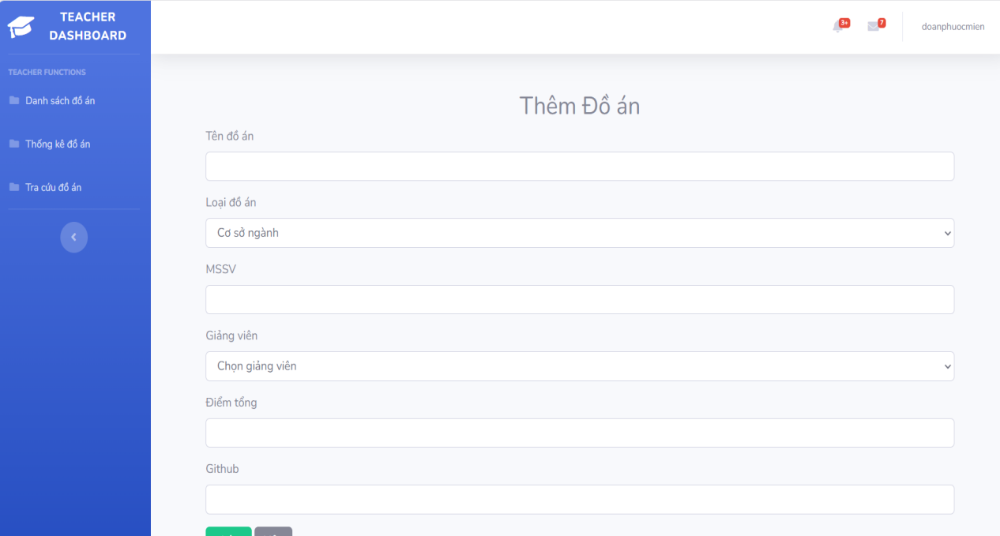 TEACHER
DASHBOARD
TEACHER FUNCTIONS
Danh sách đồ án
Thống kê đồ án
Tra cứu đồ án
3+
7
doanphuocmien
Thêm Đồ án
Tên đồ án
Loại đồ án
Cơ sở ngành
MSSV
Giảng viên
Chọn giảng viên
Điểm tổng
Github